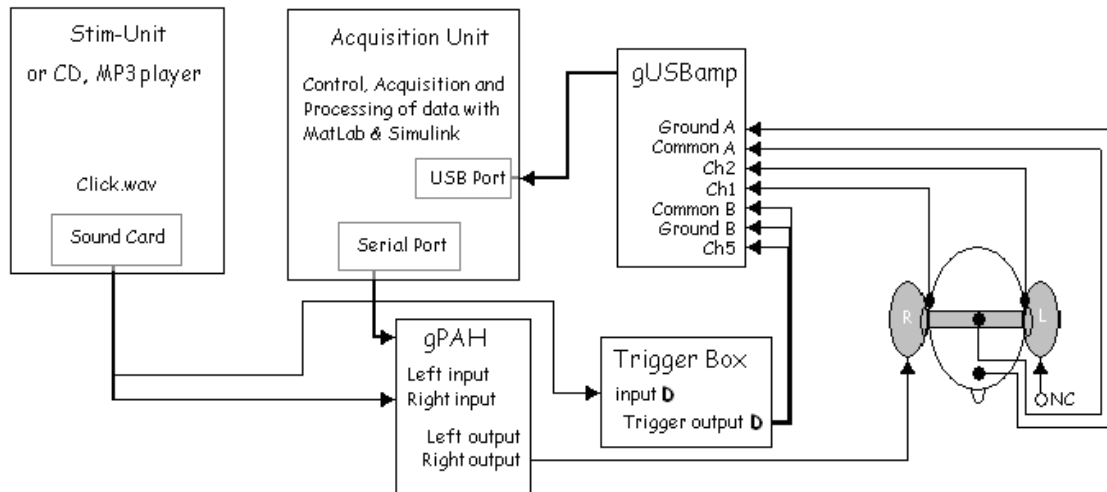 Stim-Unit
or CD, MP3 player
Click.wav
Sound Card
Acquisition Unit
Control, Acquisition and
Processing of data with
MatLab & Simulink
USB Port
Serial Port
gUSBamp
Ground A
Common A
Ch2
Ch1
Common B
Ground B
Ch5
gPAH
Left input
Right input
Left output
Right output
Trigger Box
input D
Trigger output D
R
L
NC